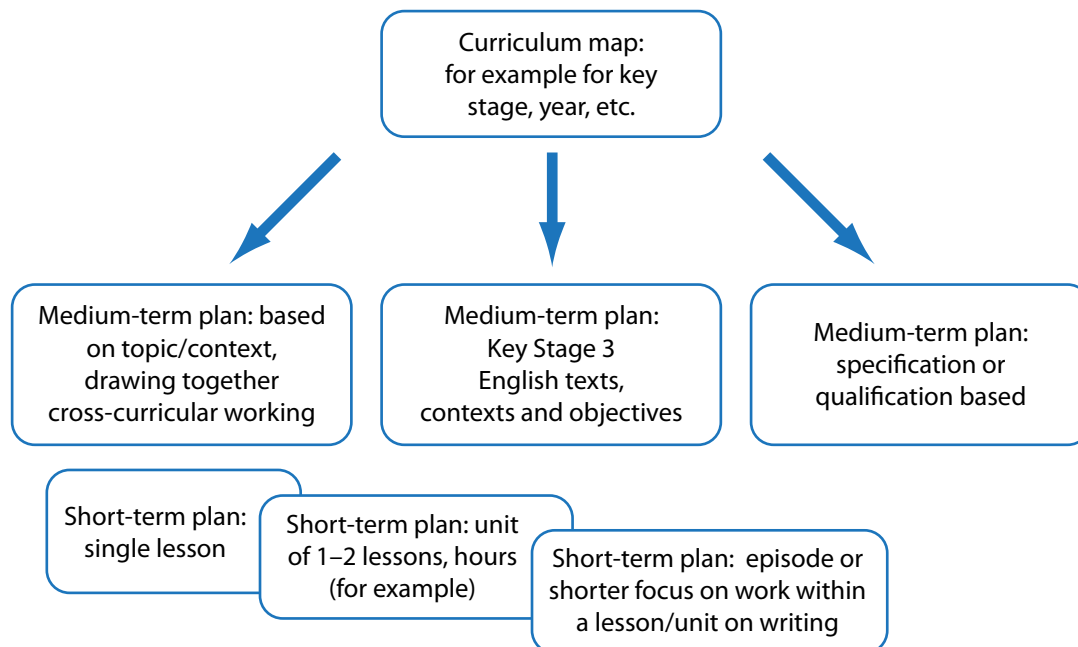 Curriculum map:
for example for key
stage, year, etc.
Medium-term plan: based
on topic/context,
drawing together
cross-curricular working
Medium-term plan:
Key Stage 3
English texts,
contexts and objectives
Medium-term plan:
specification or
qualification based
Short-term plan:
single lesson
Short-term plan: unit
of 1–2 lessons, hours
(for example)
Short-term plan:  episode or
shorter focus on work within
a lesson/unit on writing